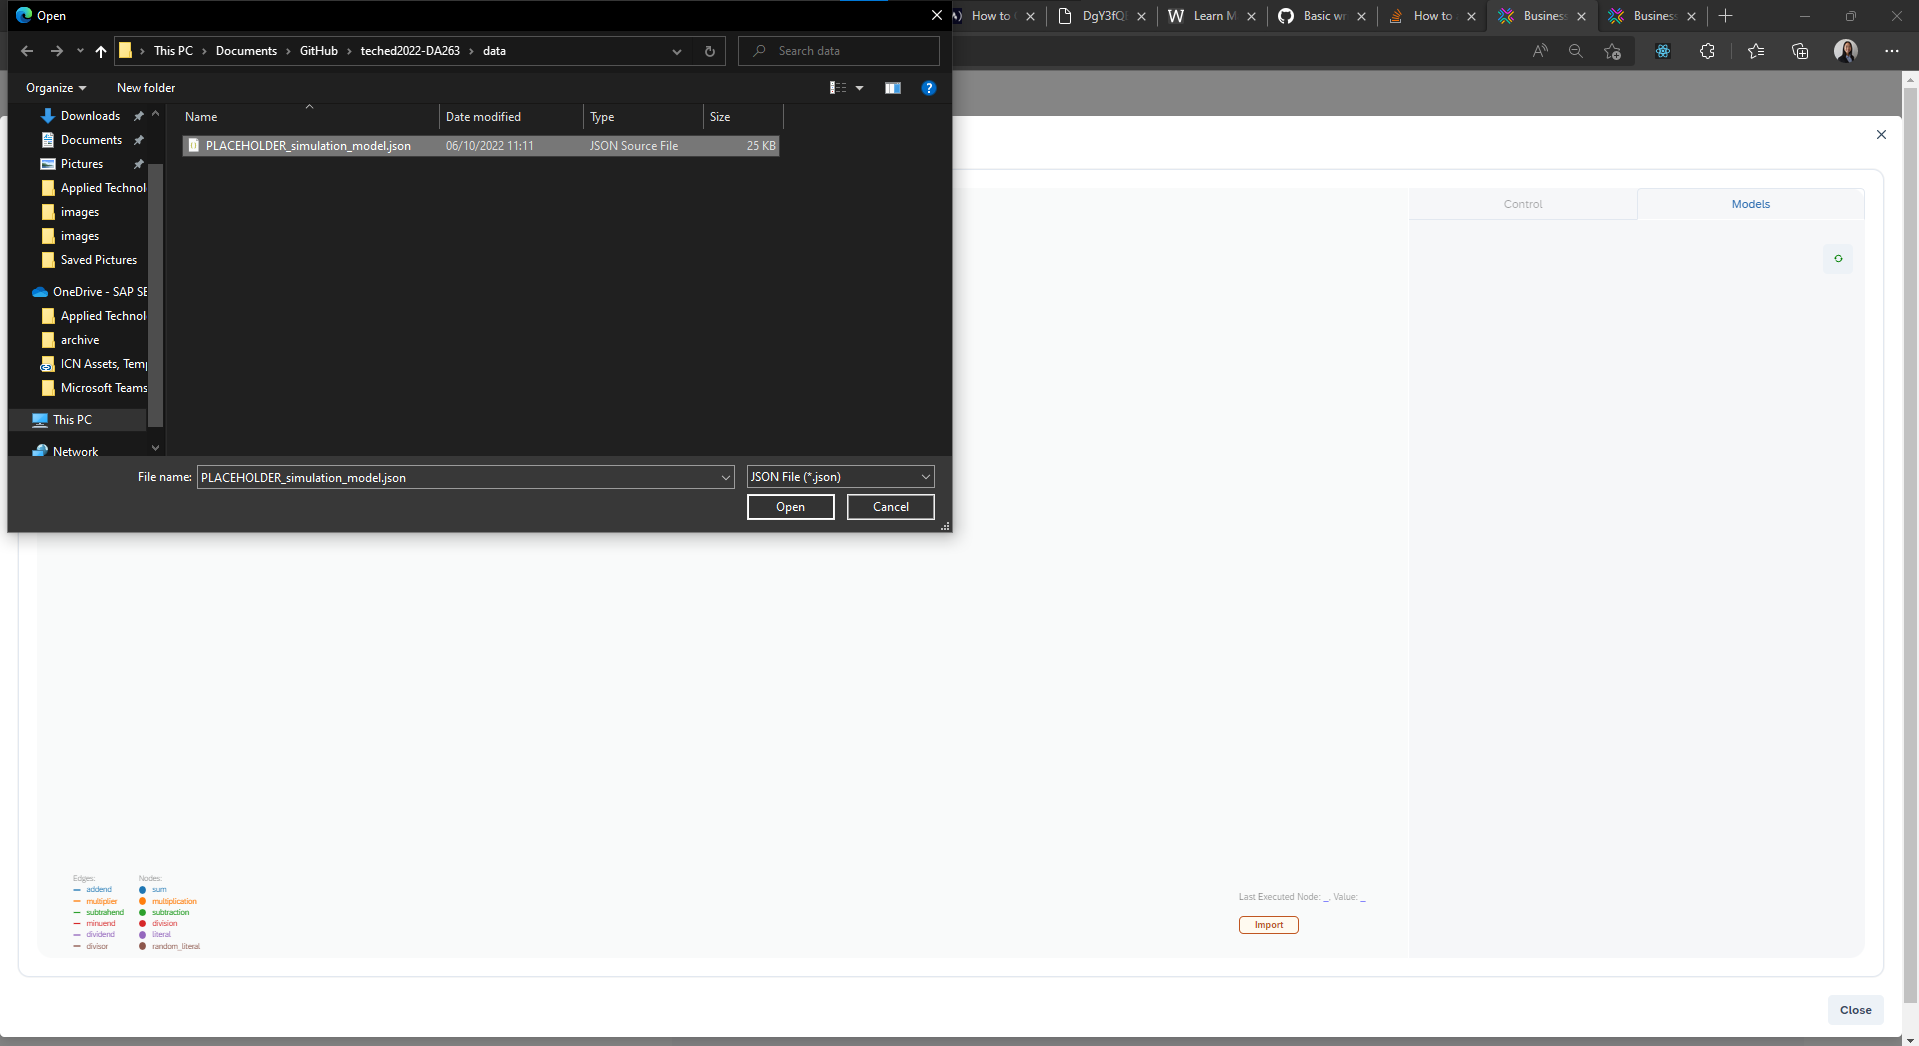 Open
How to
DgY3fQ
Learn M
Basic wr
How to
Business
Business
This PC > Documents > GitHub > teched2022-DA263 > data
Search data
Organize
New folder
Downloads
Documents
Pictures
Applied Technol
images
images
Saved Pictures
OneDrive - SAP SE
Applied Technol
archive
ICN Assets, Temp
Microsoft Teams
This PC
Network
Name Date modified Type Size
PLACEHOLDER_simulation_model.json 06/10/2022 11:11 JSON Source File 25 KB
File name: PLACEHOLDER_simulation_model.json JSON File (*.json)
Open Cancel
Control Models
Edges: Nodes:
addend sum
multiplier multiplication
subtrahend subtraction
minuend division
dividend literal
divisor random_literal
Last Executed Node: _, Value: _
Import
Close